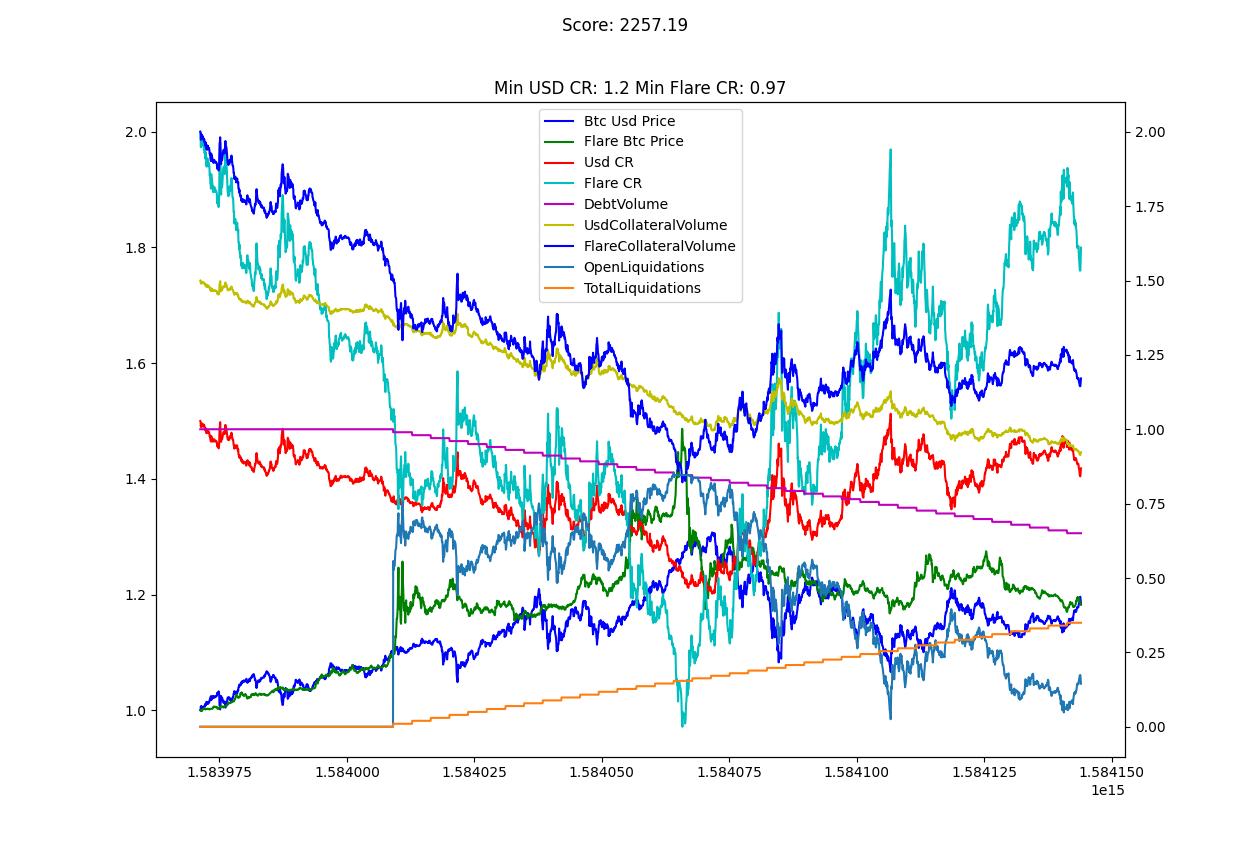 Score: 2257.19
Min USD CR: 1.2 Min Flare CR: 0.97
Btc Usd Price
Flare Btc Price
Usd CR
Flare CR
DebtVolume
UsdCollateralVolume
FlareCollateralVolume
OpenLiquidations
TotalLiquidations
2.0
1.8
1.6
1.4
1.2
1.0
2.00
1.75
1.50
1.25
1.00
0.75
0.50
0.25
0.00
1.583975 1.584000 1.584025 1.584050 1.584075 1.584100 1.584125 1.584150
1e15